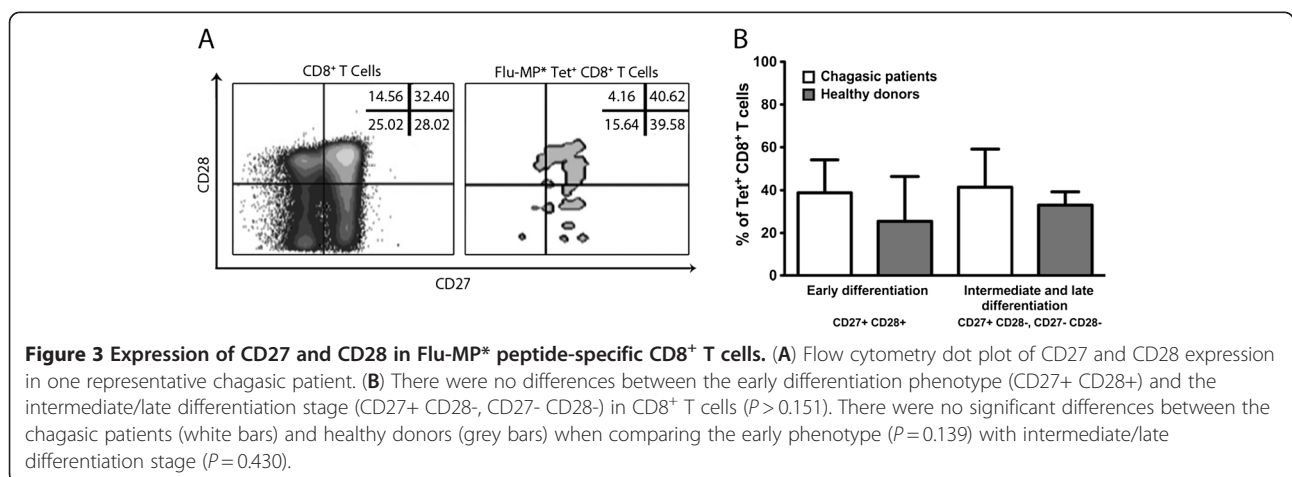 A
B
CD8⁺ T Cells
Flu-MP* Tet⁺ CD8⁺ T Cells
14.56 32.40
25.02 28.02
4.16 40.62
15.64 39.58
CD28
CD27
% of Tet⁺ CD8⁺ T cells
100
80
60
40
20
0
Chagasic patients
Healthy donors
Early differentiation
CD27+ CD28+
Intermediate and late
differentiation
CD27+ CD28-, CD27- CD28-
Figure 3 Expression of CD27 and CD28 in Flu-MP* peptide-specific CD8⁺ T cells. (A) Flow cytometry dot plot of CD27 and CD28 expression
in one representative chagasic patient. (B) There were no differences between the early differentiation phenotype (CD27+ CD28+) and the
intermediate/late differentiation stage (CD27+ CD28-, CD27- CD28-) in CD8⁺ T cells (P > 0.151). There were no significant differences between the
chagasic patients (white bars) and healthy donors (grey bars) when comparing the early phenotype (P = 0.139) with intermediate/late
differentiation stage (P = 0.430).